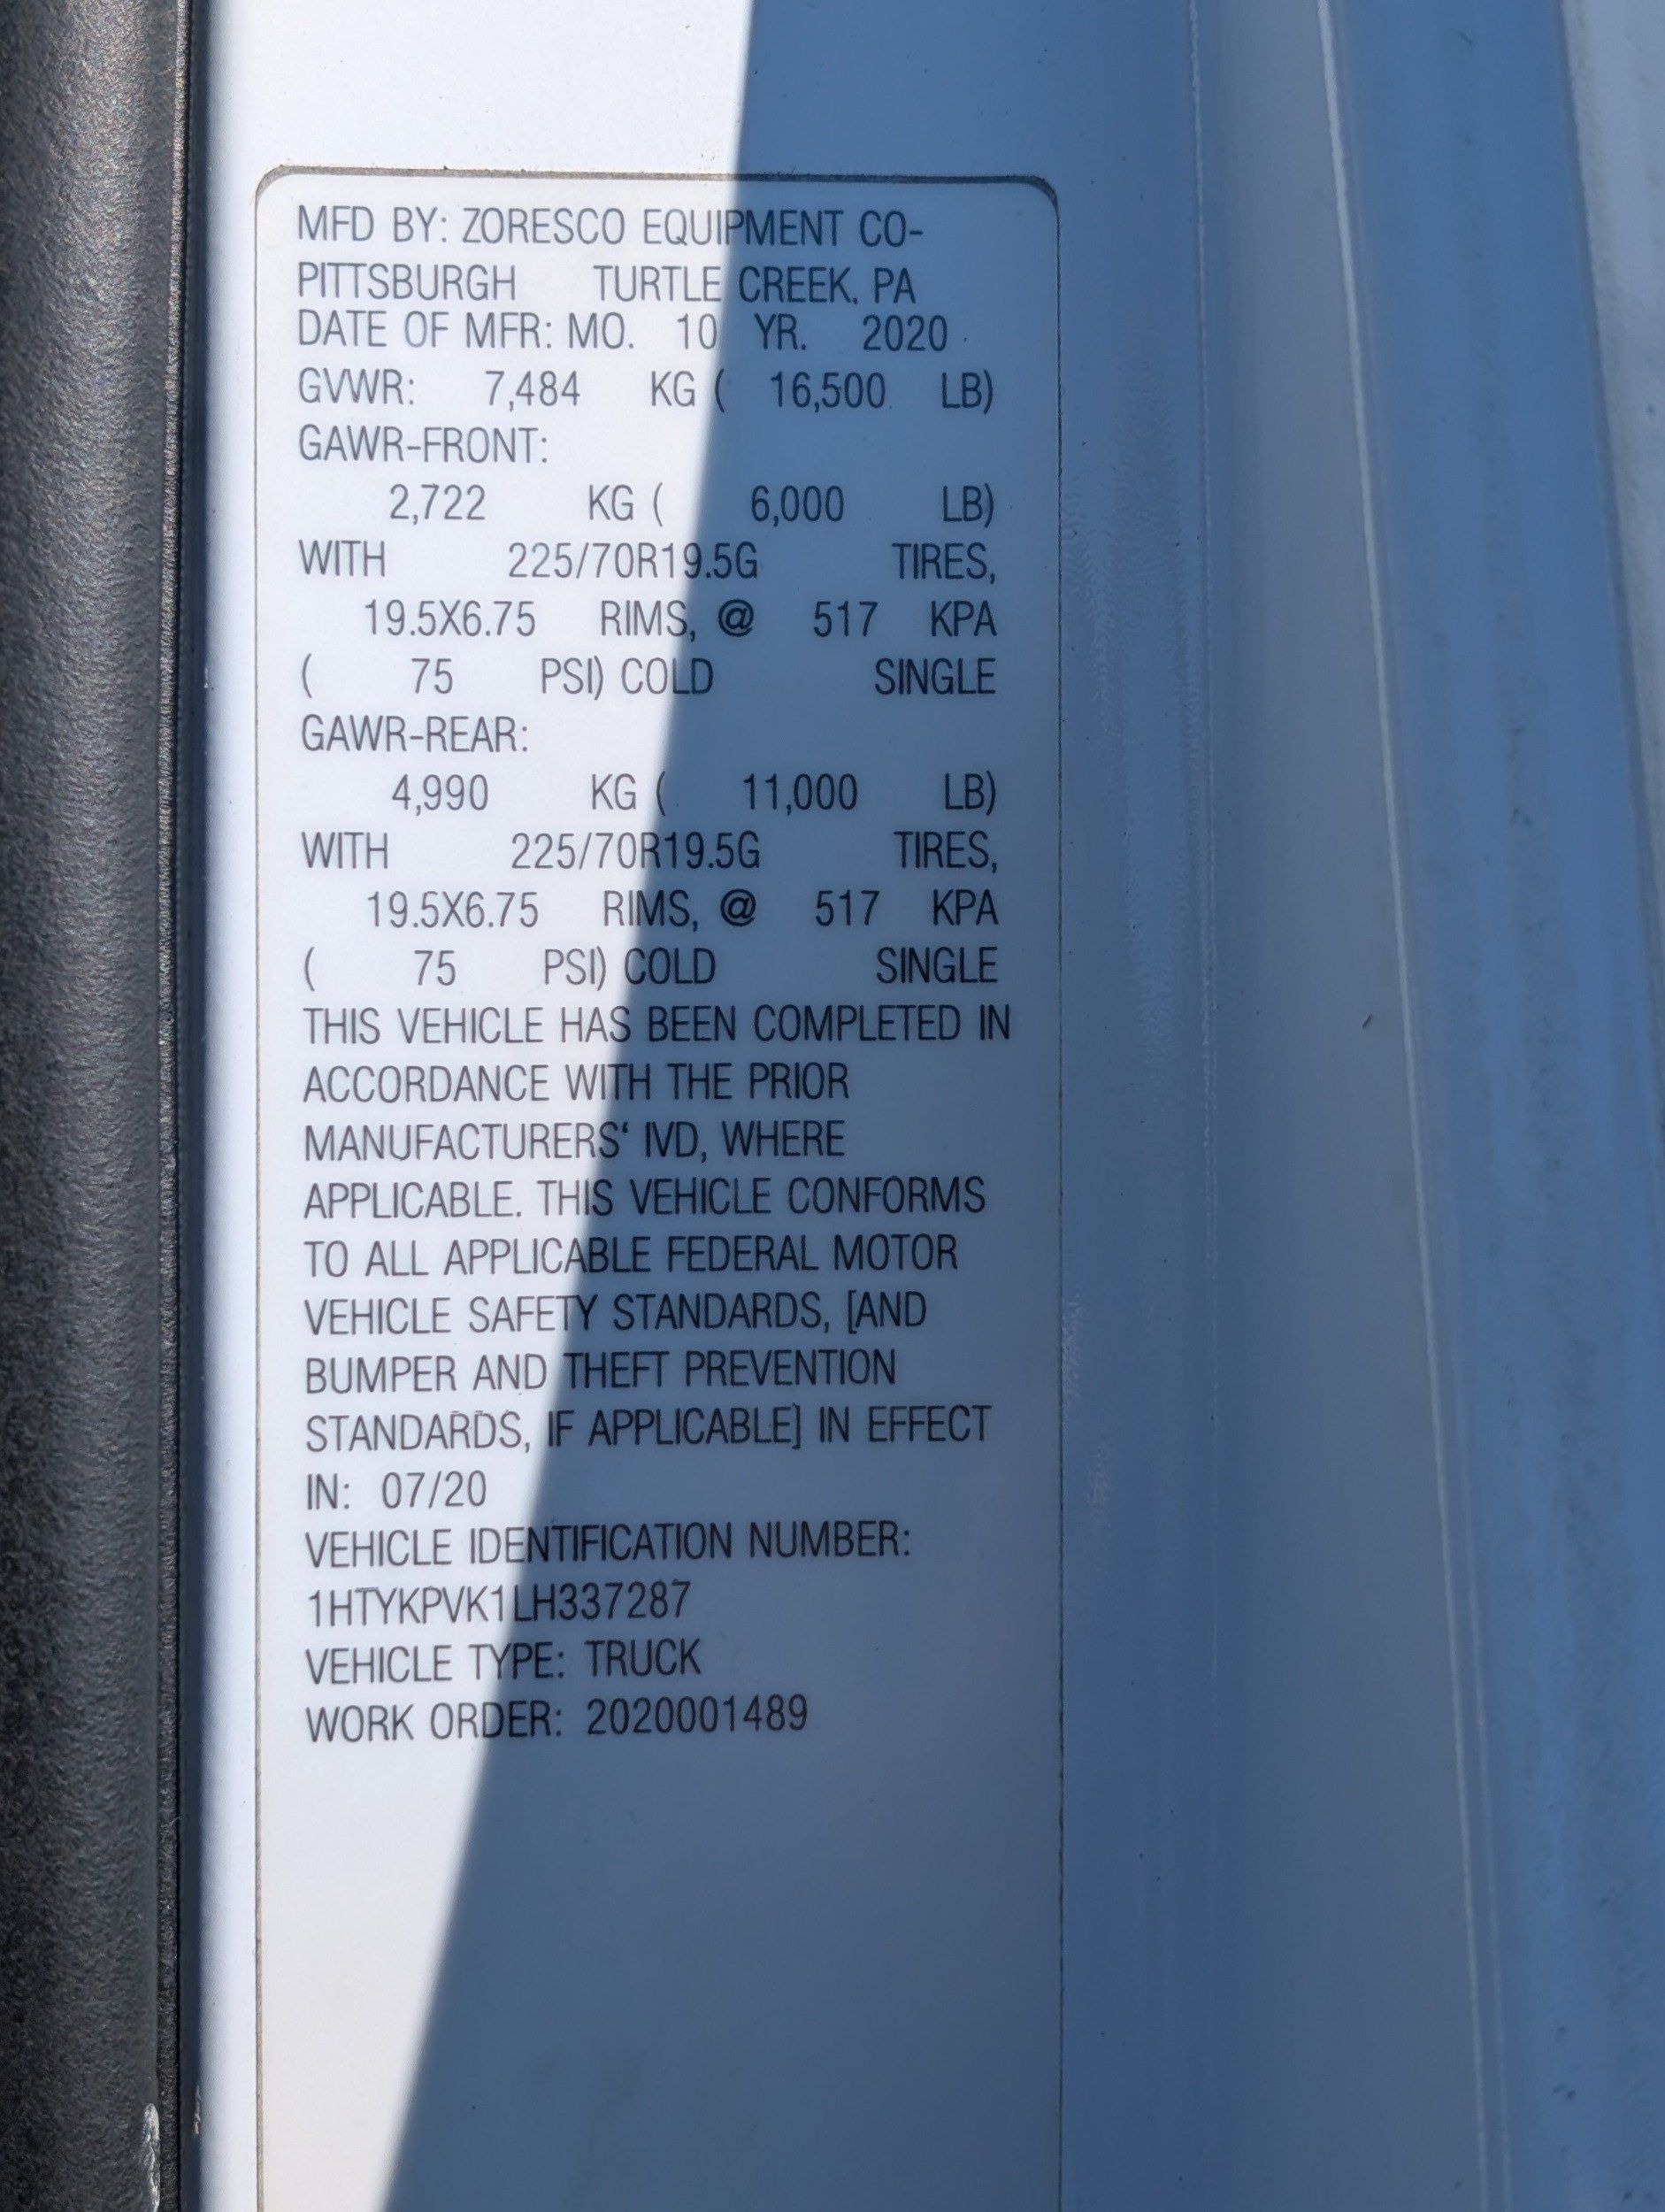 MFD BY: ZORESCO EQUIPMENT CO-
PITTSBURGH TURTLE CREEK, PA
DATE OF MFR: MO. 10 YR. 2020
GVWR: 7,484 KG ( 16,500 LB)
GAWR-FRONT:
2,722 KG ( 6,000 LB)
WITH 225/70R19.5G TIRES,
19.5X6.75 RIMS, @ 517 KPA
( 75 PSI) COLD SINGLE
GAWR-REAR:
4,990 KG ( 11,000 LB)
WITH 225/70R19.5G TIRES,
19.5X6.75 RIMS, @ 517 KPA
( 75 PSI) COLD SINGLE
THIS VEHICLE HAS BEEN COMPLETED IN
ACCORDANCE WITH THE PRIOR
MANUFACTURERS' IVD, WHERE
APPLICABLE. THIS VEHICLE CONFORMS
TO ALL APPLICABLE FEDERAL MOTOR
VEHICLE SAFETY STANDARDS, [AND
BUMPER AND THEFT PREVENTION
STANDARDS, IF APPLICABLE] IN EFFECT
IN: 07/20
VEHICLE IDENTIFICATION NUMBER:
1HTYKPVK1LH337287
VEHICLE TYPE: TRUCK
WORK ORDER: 2020001489